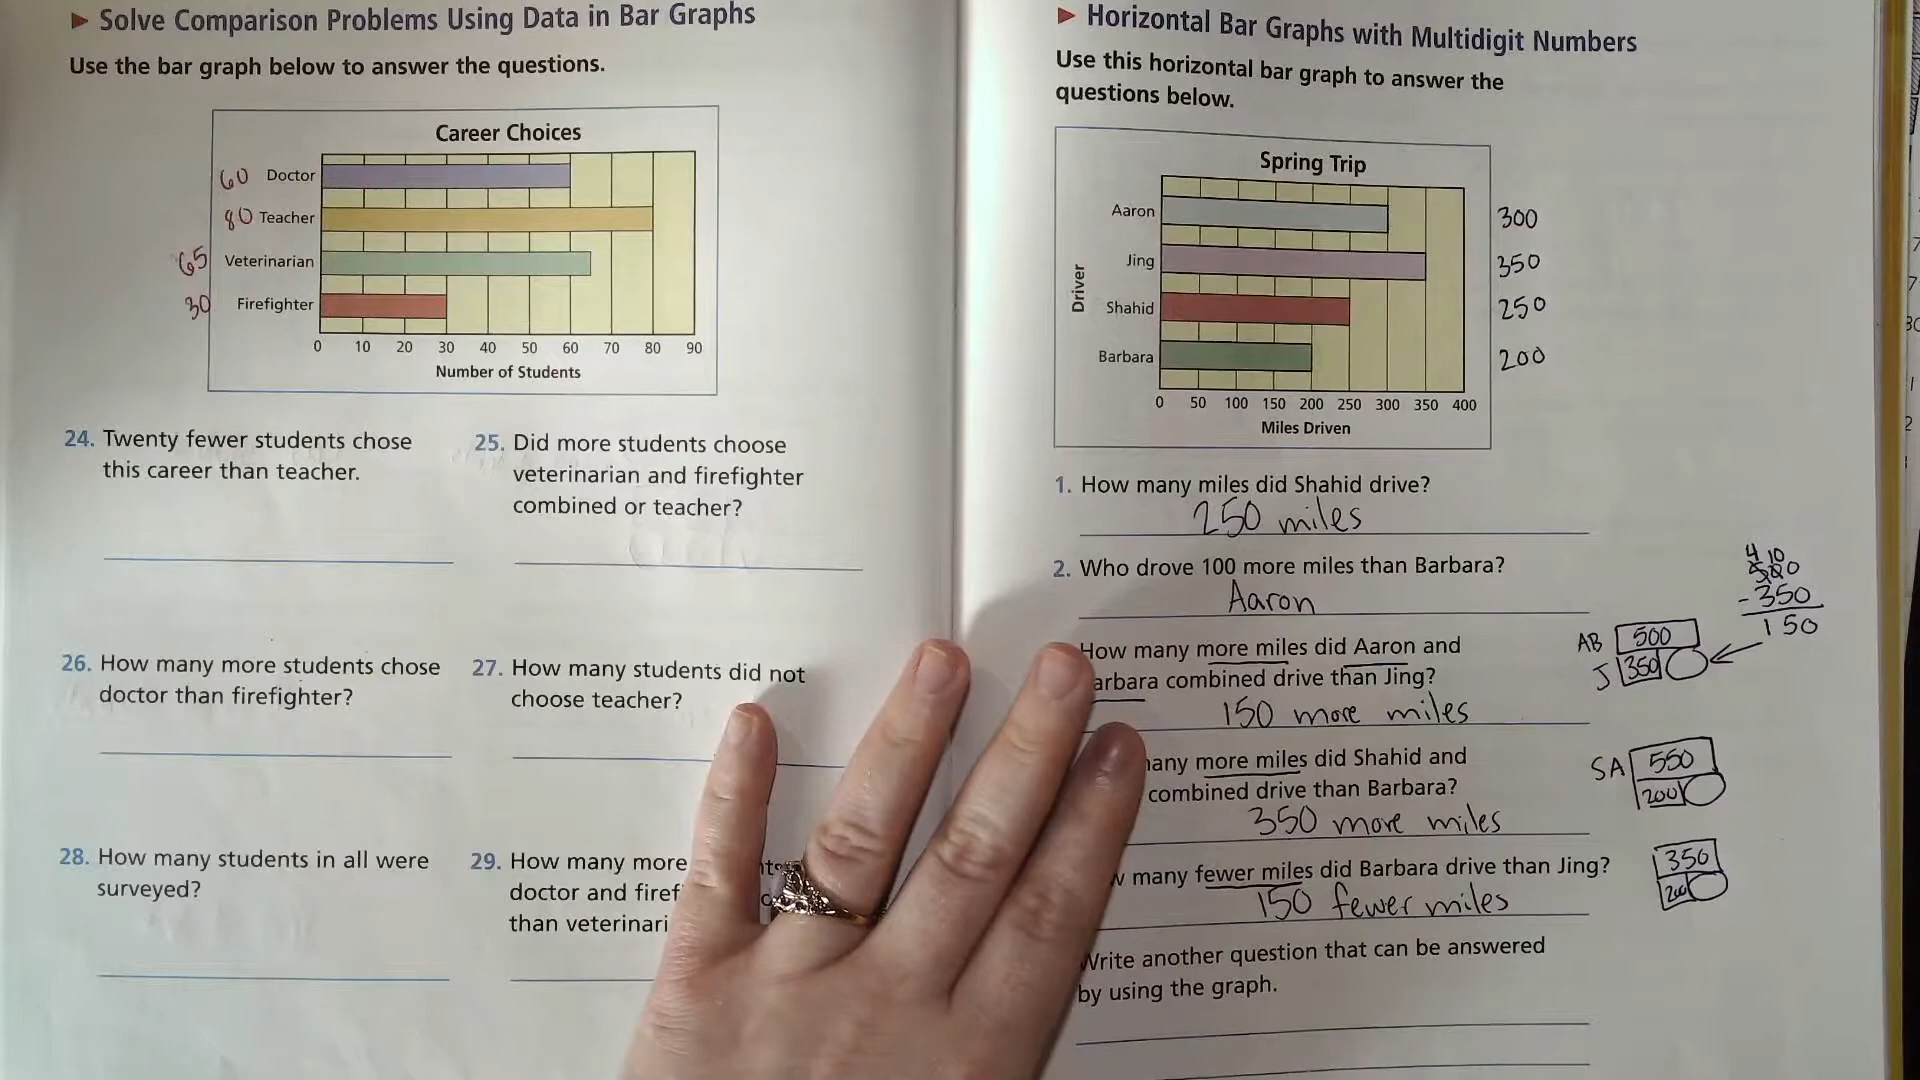 ► Solve Comparison Problems Using Data in Bar Graphs
Use the bar graph below to answer the questions.
Career Choices
60 Doctor
80 Teacher
65 Veterinarian
30 Firefighter
0 10 20 30 40 50 60 70 80 90
Number of Students
24. Twenty fewer students chose
this career than teacher.
25. Did more students choose
veterinarian and firefighter
combined or teacher?
26. How many more students chose
doctor than firefighter?
27. How many students did not
choose teacher?
28. How many students in all were
surveyed?
29. How many more
doctor and
than
► Horizontal Bar Graphs with Multidigit Numbers
Use this horizontal bar graph to answer the
questions below.
Spring Trip
Driver
Aaron 300
Jing 350
Shahid 250
Barbara 200
0 50 100 150 200 250 300 350 400
Miles Driven
1. How many miles did Shahid drive?
250 miles
2. Who drove 100 more miles than Barbara?
Aaron
How many more miles did Aaron and
combined drive than Jing?
150 more miles
more miles did Shahid and
combined drive than Barbara?
350 more miles
many fewer miles did Barbara drive than Jing?
150 fewer miles
Write another question that can be answered
by using the graph.
4 10
-350
150
AB 500
J 350
SA 550
200
350
200